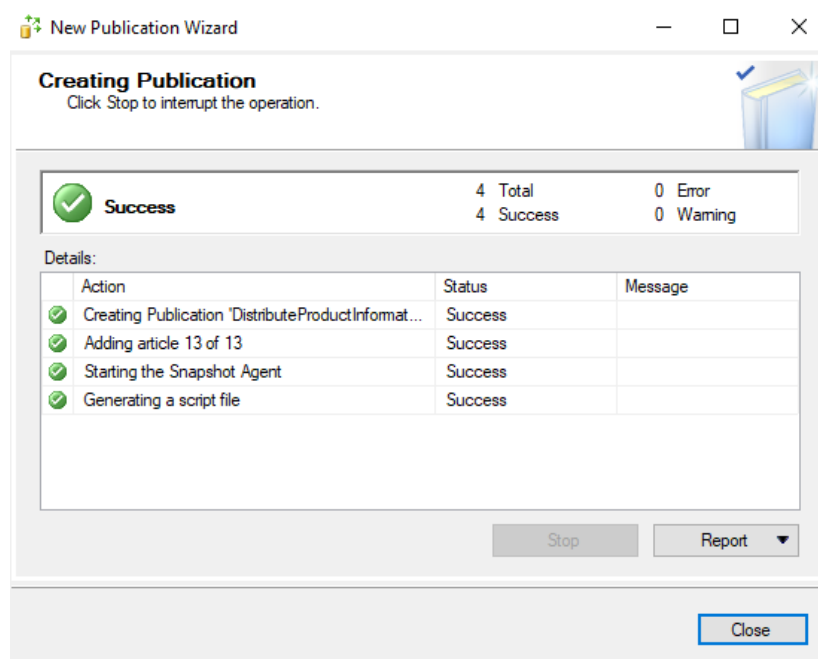 New Publication Wizard
Creating Publication
Click Stop to interrupt the operation.
Success 4 Total 0 Error
4 Success 0 Warning
Details:
Action Status Message
Creating Publication 'DistributeProductInformat... Success
Adding article 13 of 13 Success
Starting the Snapshot Agent Success
Generating a script file Success
Stop Report
Close